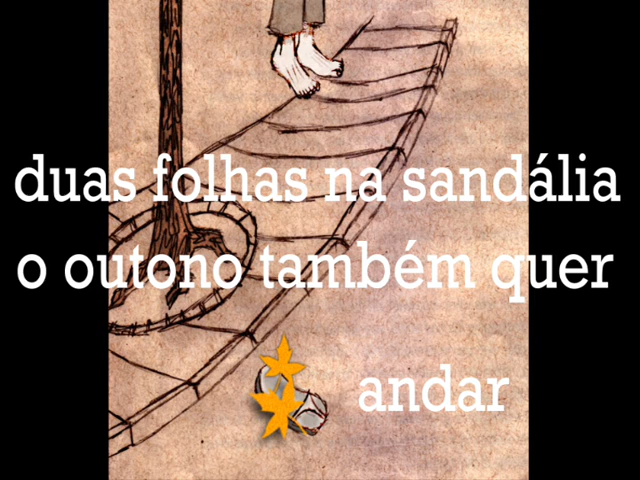 duas folhas na sandália
o outono também quer
andar